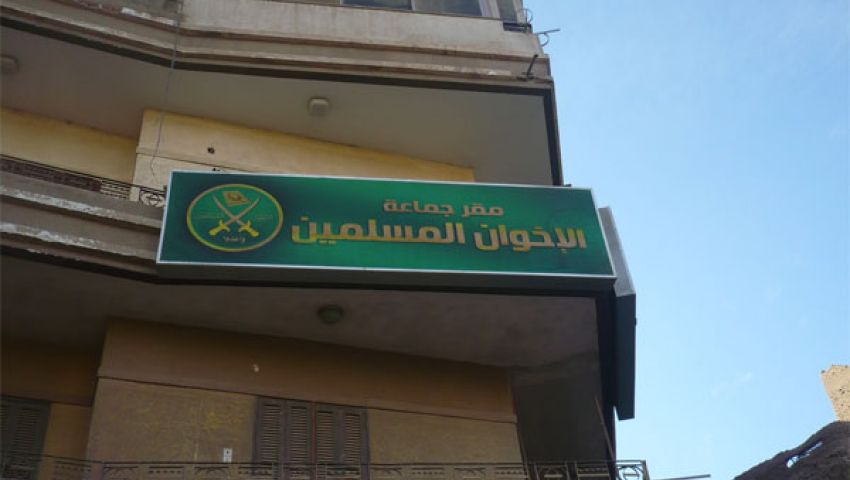 مقر جماعة
الإخوان المسلمين